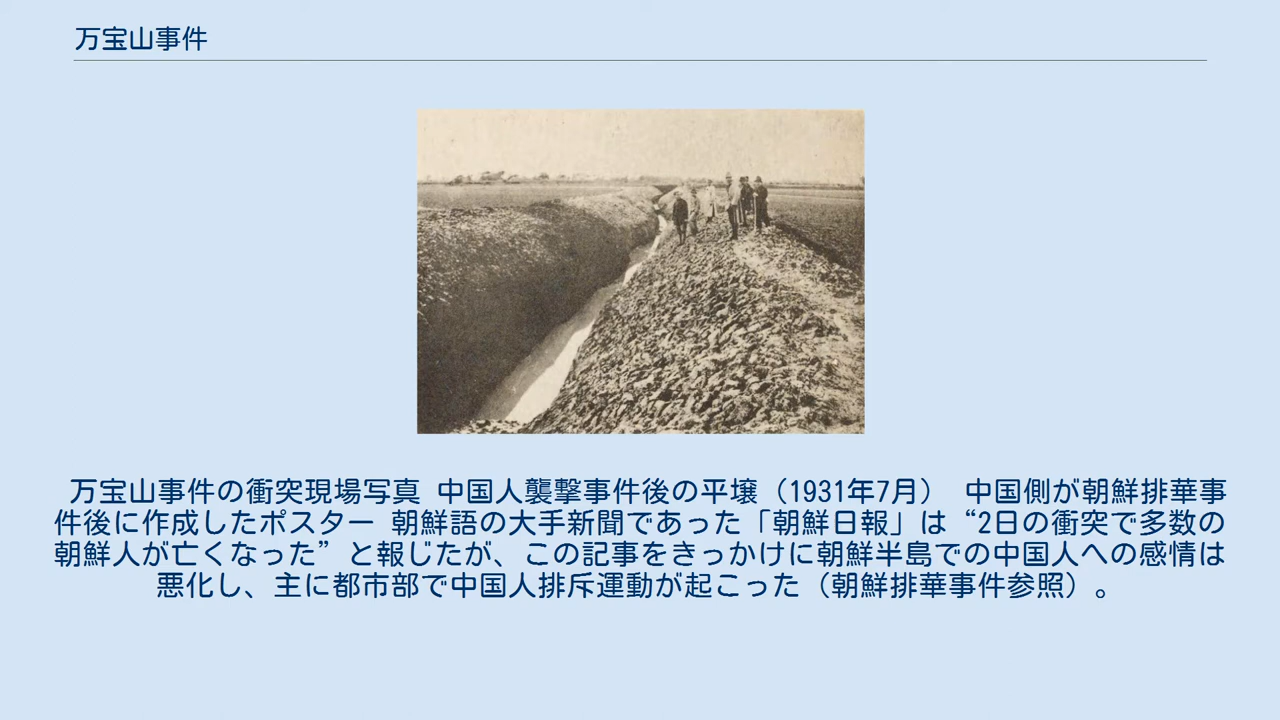 万宝山事件
万宝山事件の衝突現場写真 中国人襲撃事件後の平壌（1931年7月） 中国側が朝鮮排華事
件後に作成したポスター 朝鮮語の大手新聞であった「朝鮮日報」は“2日の衝突で多数の
朝鮮人が亡くなった”と報じたが、この記事をきっかけに朝鮮半島での中国人への感情は
悪化し、主に都市部で中国人排斥運動が起こった（朝鮮排華事件参照）。